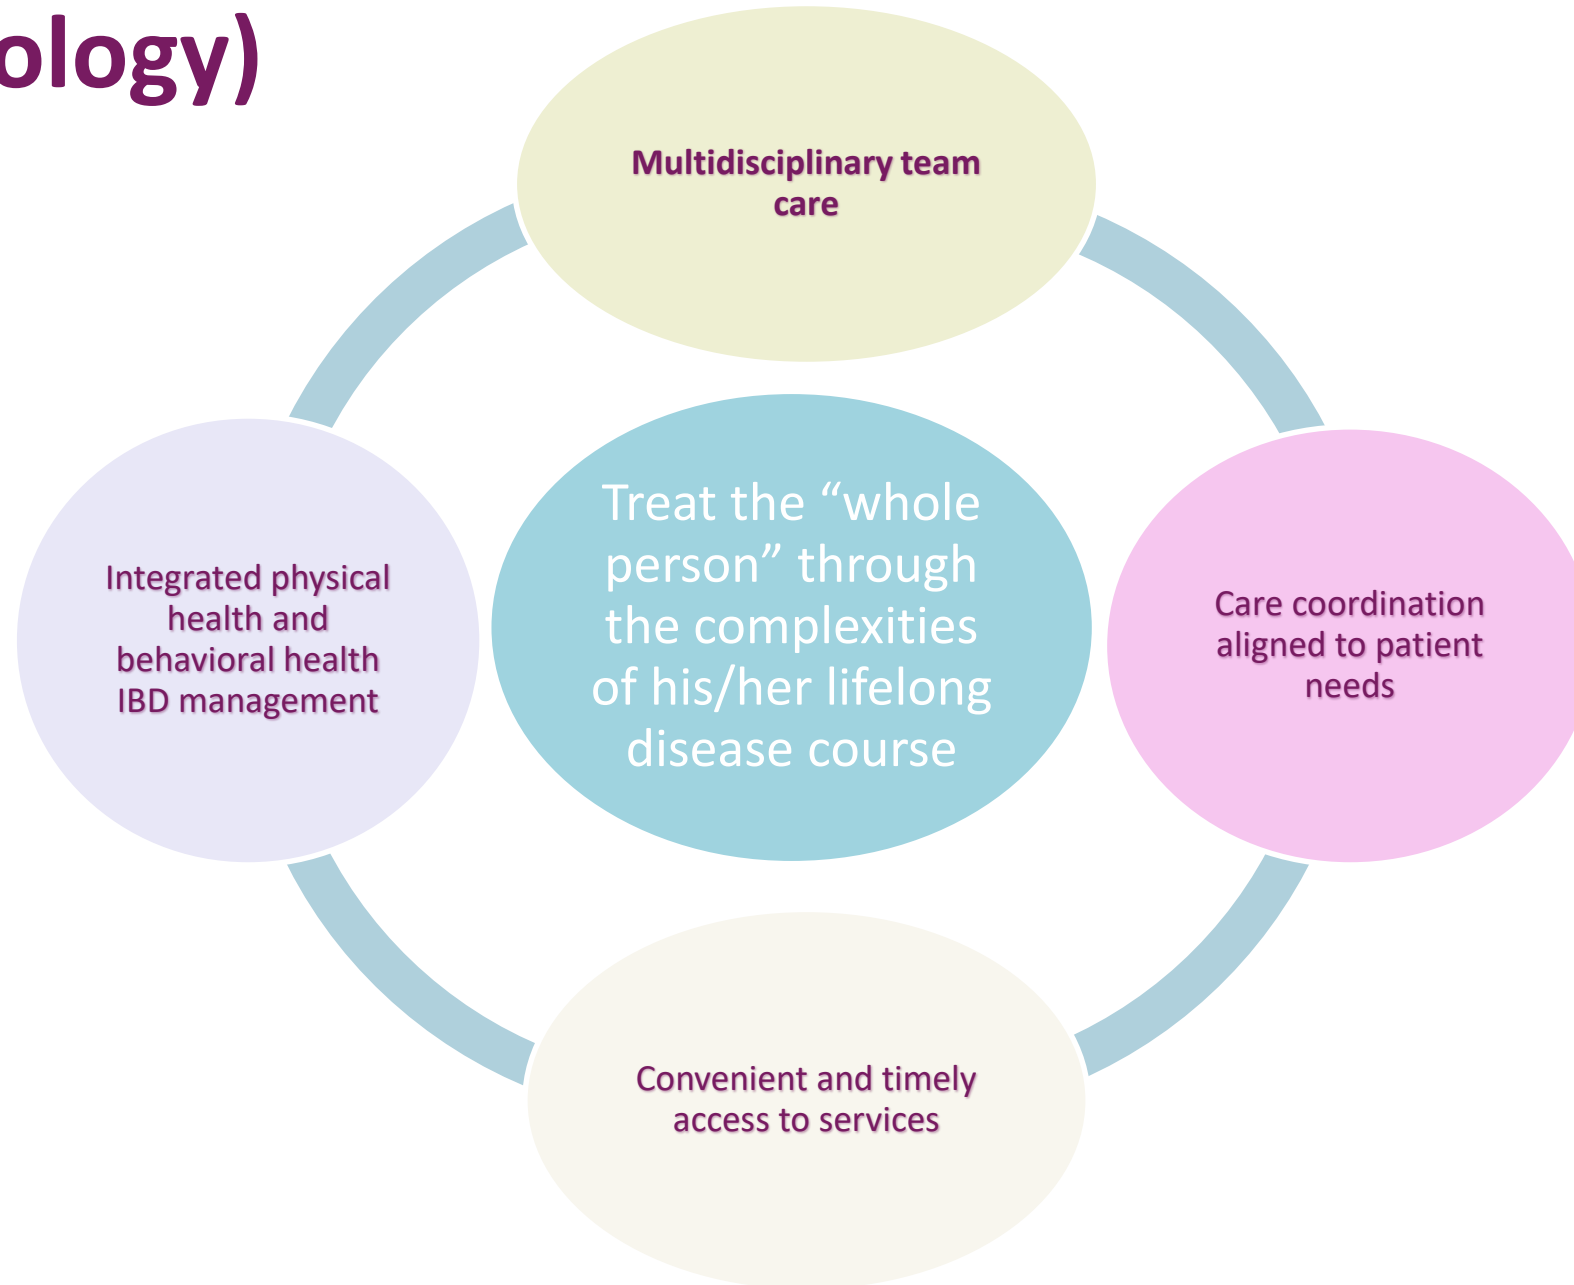 ology)
Multidisciplinary team
care
Integrated physical
health and
behavioral health
IBD management
Treat the “whole
person” through
the complexities
of his/her lifelong
disease course
Care coordination
aligned to patient
needs
Convenient and timely
access to services